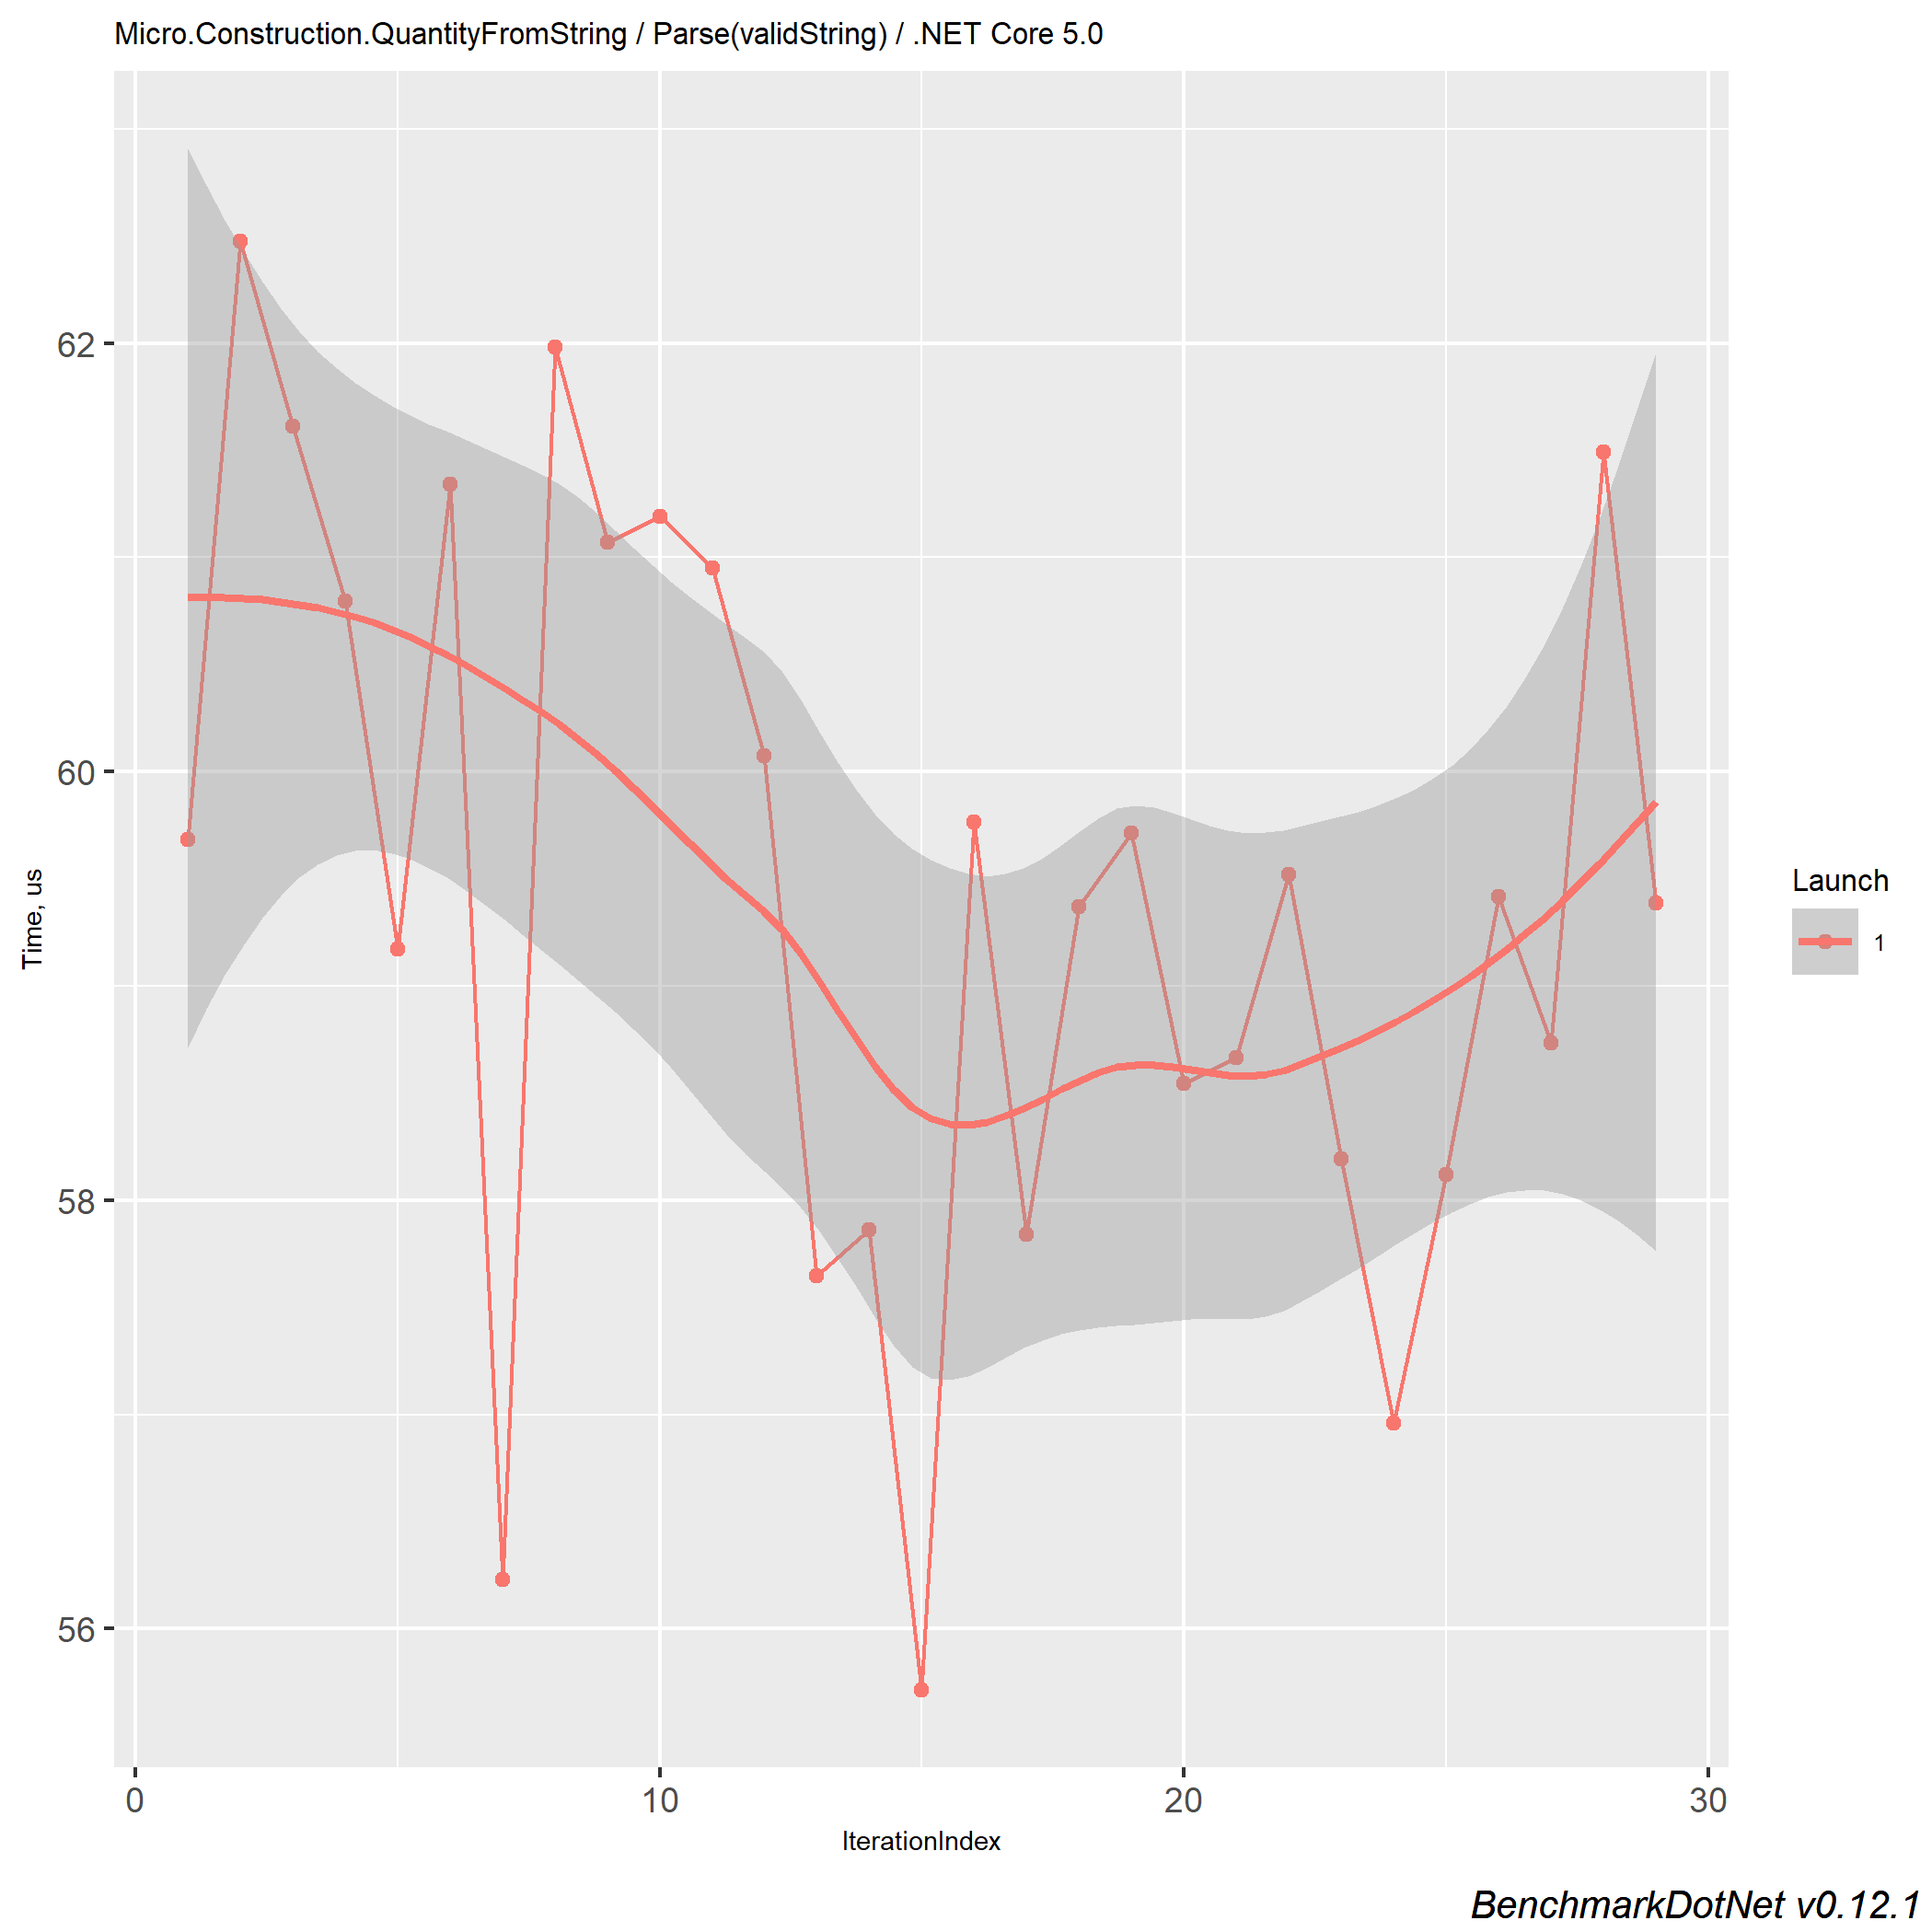 Micro.Construction.QuantityFromString / Parse(validString) / .NET Core 5.0
62
60
58
56
Time, us
0 10 20 30
IterationIndex
Launch
1
BenchmarkDotNet v0.12.1